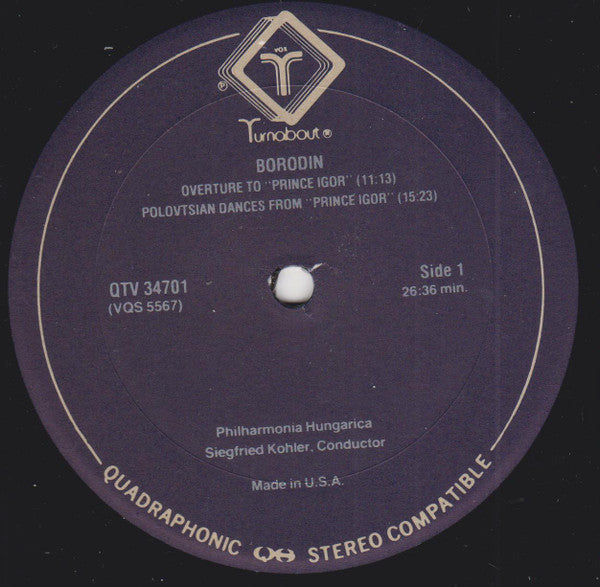 VOX
℗
Turnabout®
BORODIN
OVERTURE TO "PRINCE IGOR" (11:13)
POLOVTSIAN DANCES FROM "PRINCE IGOR" (15:23)
QTV 34701
(VQS 5567)
Side 1
26:36 min.
Philharmonia Hungarica
Siegfried Kohler, Conductor
Made in U.S.A.
QUADRAPHONIC QS STEREO COMPATIBLE